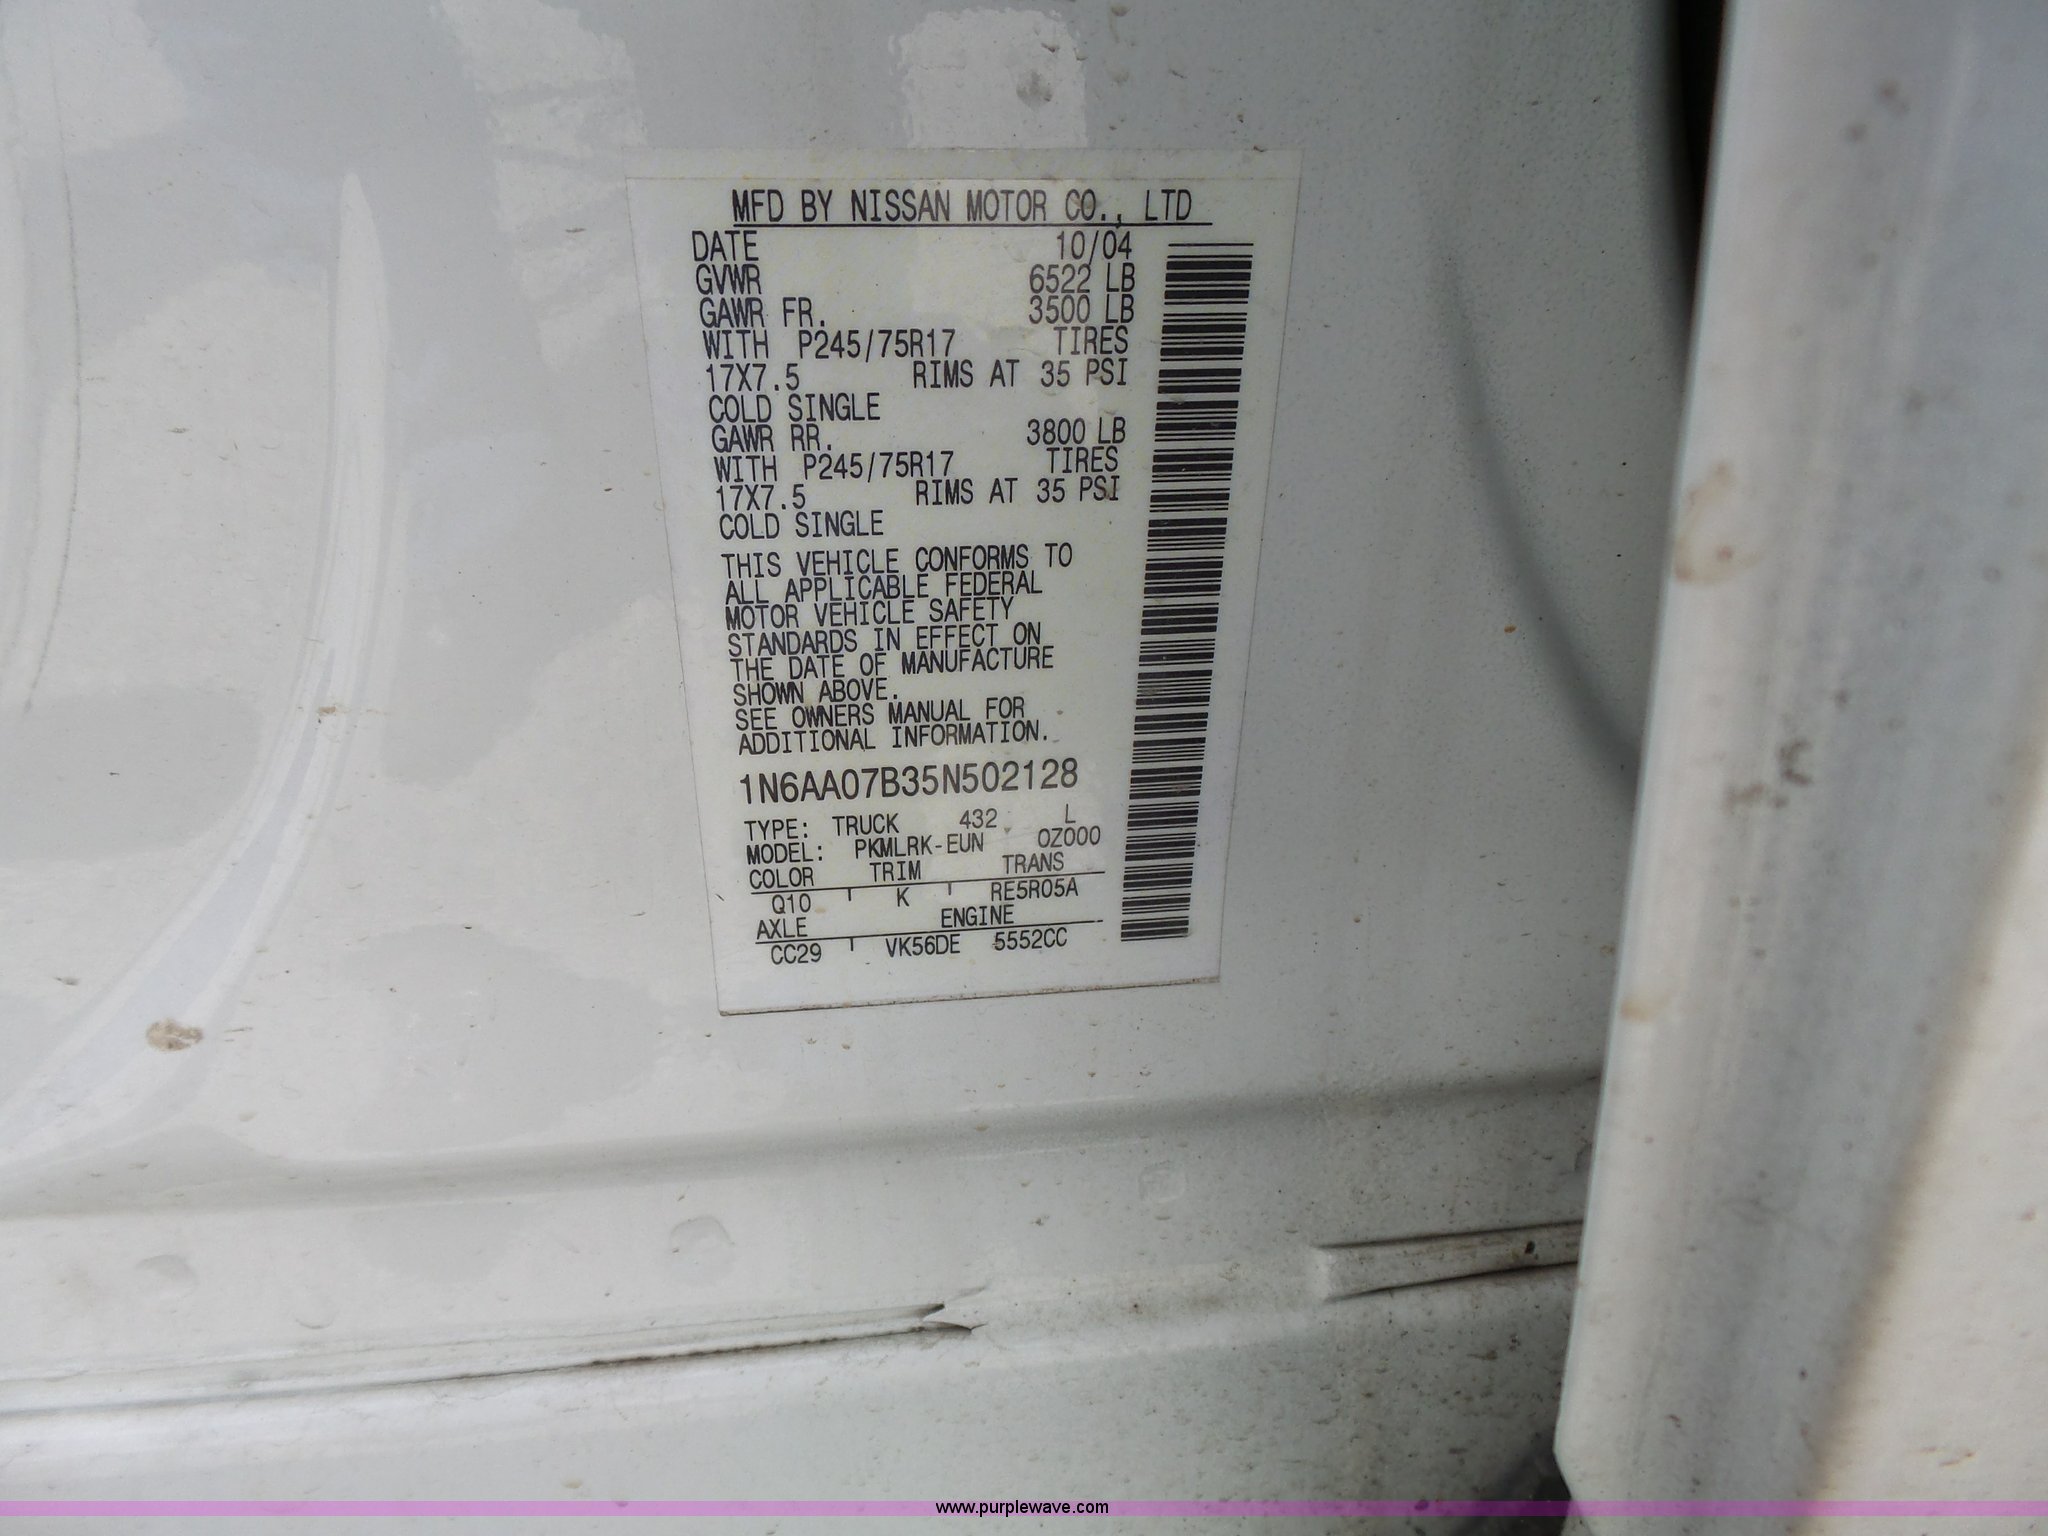 MFD BY NISSAN MOTOR CO., LTD
DATE 10/04
GVWR 6522 LB
GAWR FR. 3500 LB
WITH P245/75R17 TIRES
17X7.5 RIMS AT 35 PSI
COLD SINGLE
GAWR RR. 3800 LB
WITH P245/75R17 TIRES
17X7.5 RIMS AT 35 PSI
COLD SINGLE
THIS VEHICLE CONFORMS TO
ALL APPLICABLE FEDERAL
MOTOR VEHICLE SAFETY
STANDARDS IN EFFECT ON
THE DATE OF MANUFACTURE
SHOWN ABOVE.
SEE OWNERS MANUAL FOR
ADDITIONAL INFORMATION.
1N6AA07B35N502128
TYPE: TRUCK 432 L
MODEL: PKMLRK-EUN 0Z000
COLOR TRIM TRANS
Q10 K RE5R05A
AXLE ENGINE
CC29 VK56DE 5552CC
www.purplewave.com